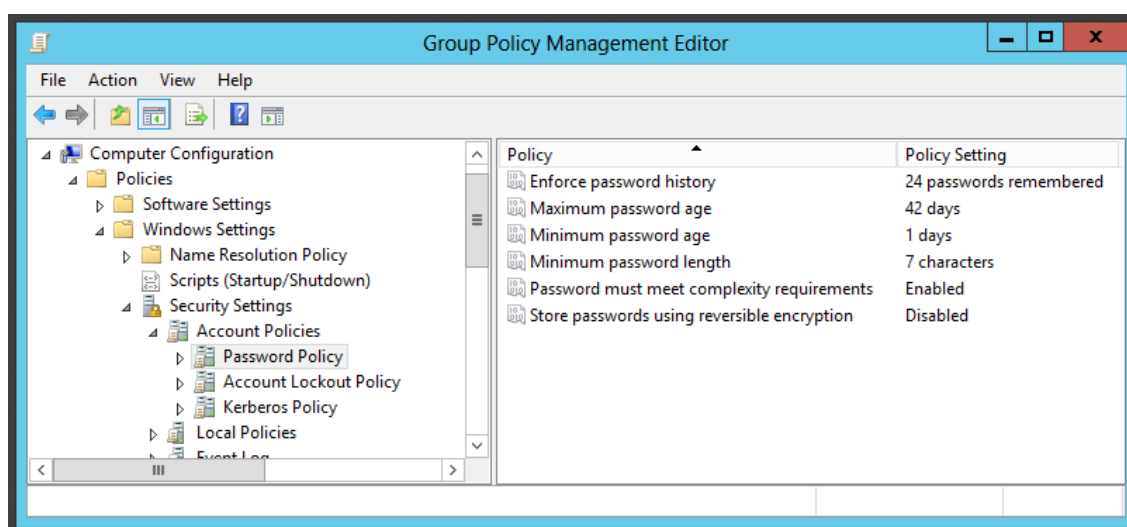 Group Policy Management Editor
File Action View Help
Computer Configuration
Policies
Software Settings
Windows Settings
Name Resolution Policy
Scripts (Startup/Shutdown)
Security Settings
Account Policies
Password Policy
Account Lockout Policy
Kerberos Policy
Local Policies
Event Log
Policy Policy Setting
Enforce password history 24 passwords remembered
Maximum password age 42 days
Minimum password age 1 days
Minimum password length 7 characters
Password must meet complexity requirements Enabled
Store passwords using reversible encryption Disabled